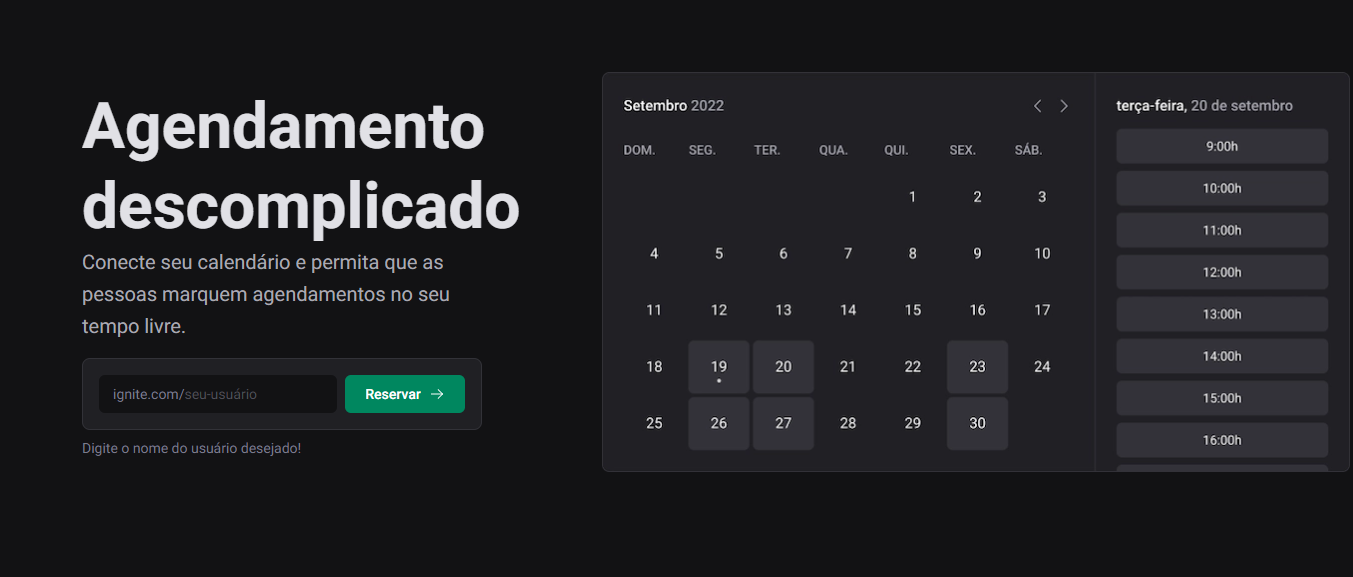 Agendamento
descomplicado
Conecte seu calendário e permita que as
pessoas marquem agendamentos no seu
tempo livre.
ignite.com/seu-usuário
Reservar
Digite o nome do usuário desejado!
Setembro 2022
DOM. SEG. TER. QUA. QUI. SEX. SÁB.
1 2 3
4 5 6 7 8 9 10
11 12 13 14 15 16 17
18 19 20 21 22 23 24
25 26 27 28 29 30
terça-feira, 20 de setembro
9:00h
10:00h
11:00h
12:00h
13:00h
14:00h
15:00h
16:00h